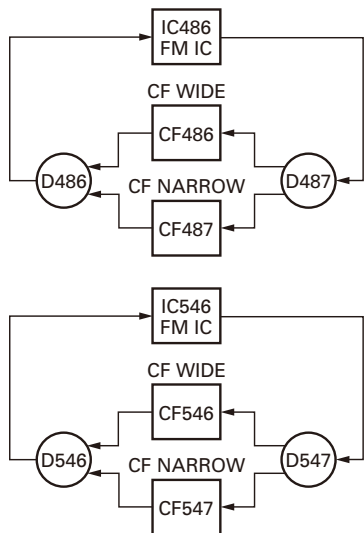 IC486
FM IC
CF WIDE
CF486
D486
CF NARROW
D487
CF487
IC546
FM IC
CF WIDE
CF546
D546
CF NARROW
D547
CF547